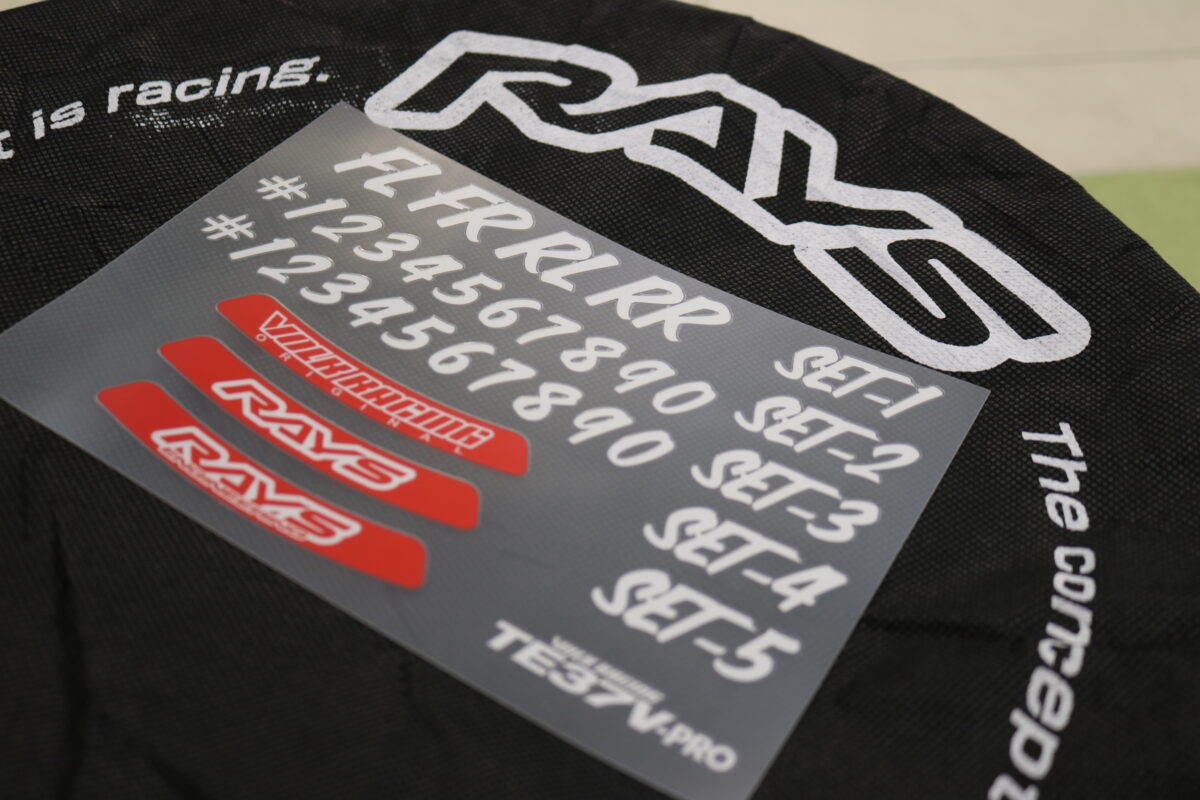 is racing.
RAYS
The concept
FL FR RL RR
#1234567890
#1234567890
SET-1
SET-2
SET-3
SET-4
SET-5
VOLK RACING
ORIGINAL
RAYS
RAYS
ENGINEERING
VOLK RACING
TE37V-PRO